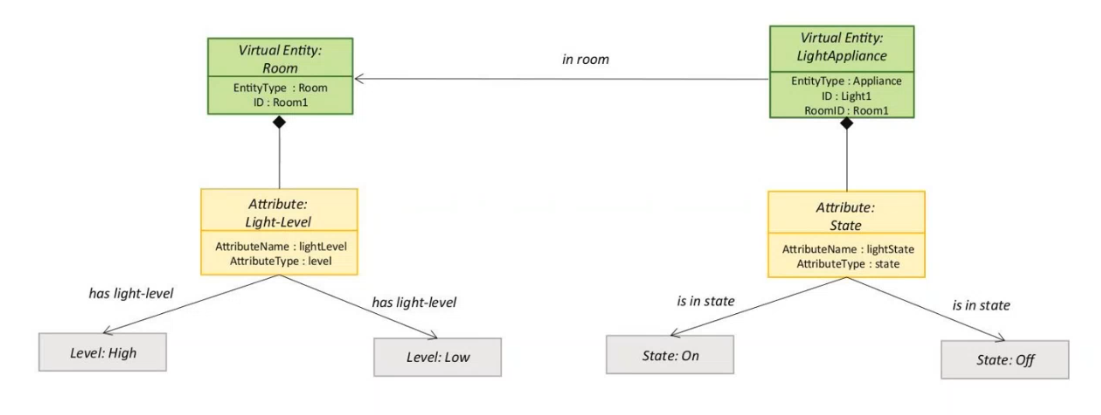 Virtual Entity:
Room
EntityType : Room
ID : Room1
in room
Virtual Entity:
LightAppliance
EntityType : Appliance
ID : Light1
RoomID : Room1
Attribute:
Light-Level
AttributeName : lightLevel
AttributeType : level
Attribute:
State
AttributeName : lightState
AttributeType : state
has light-level
has light-level
is in state
is in state
Level: High
Level: Low
State: On
State: Off